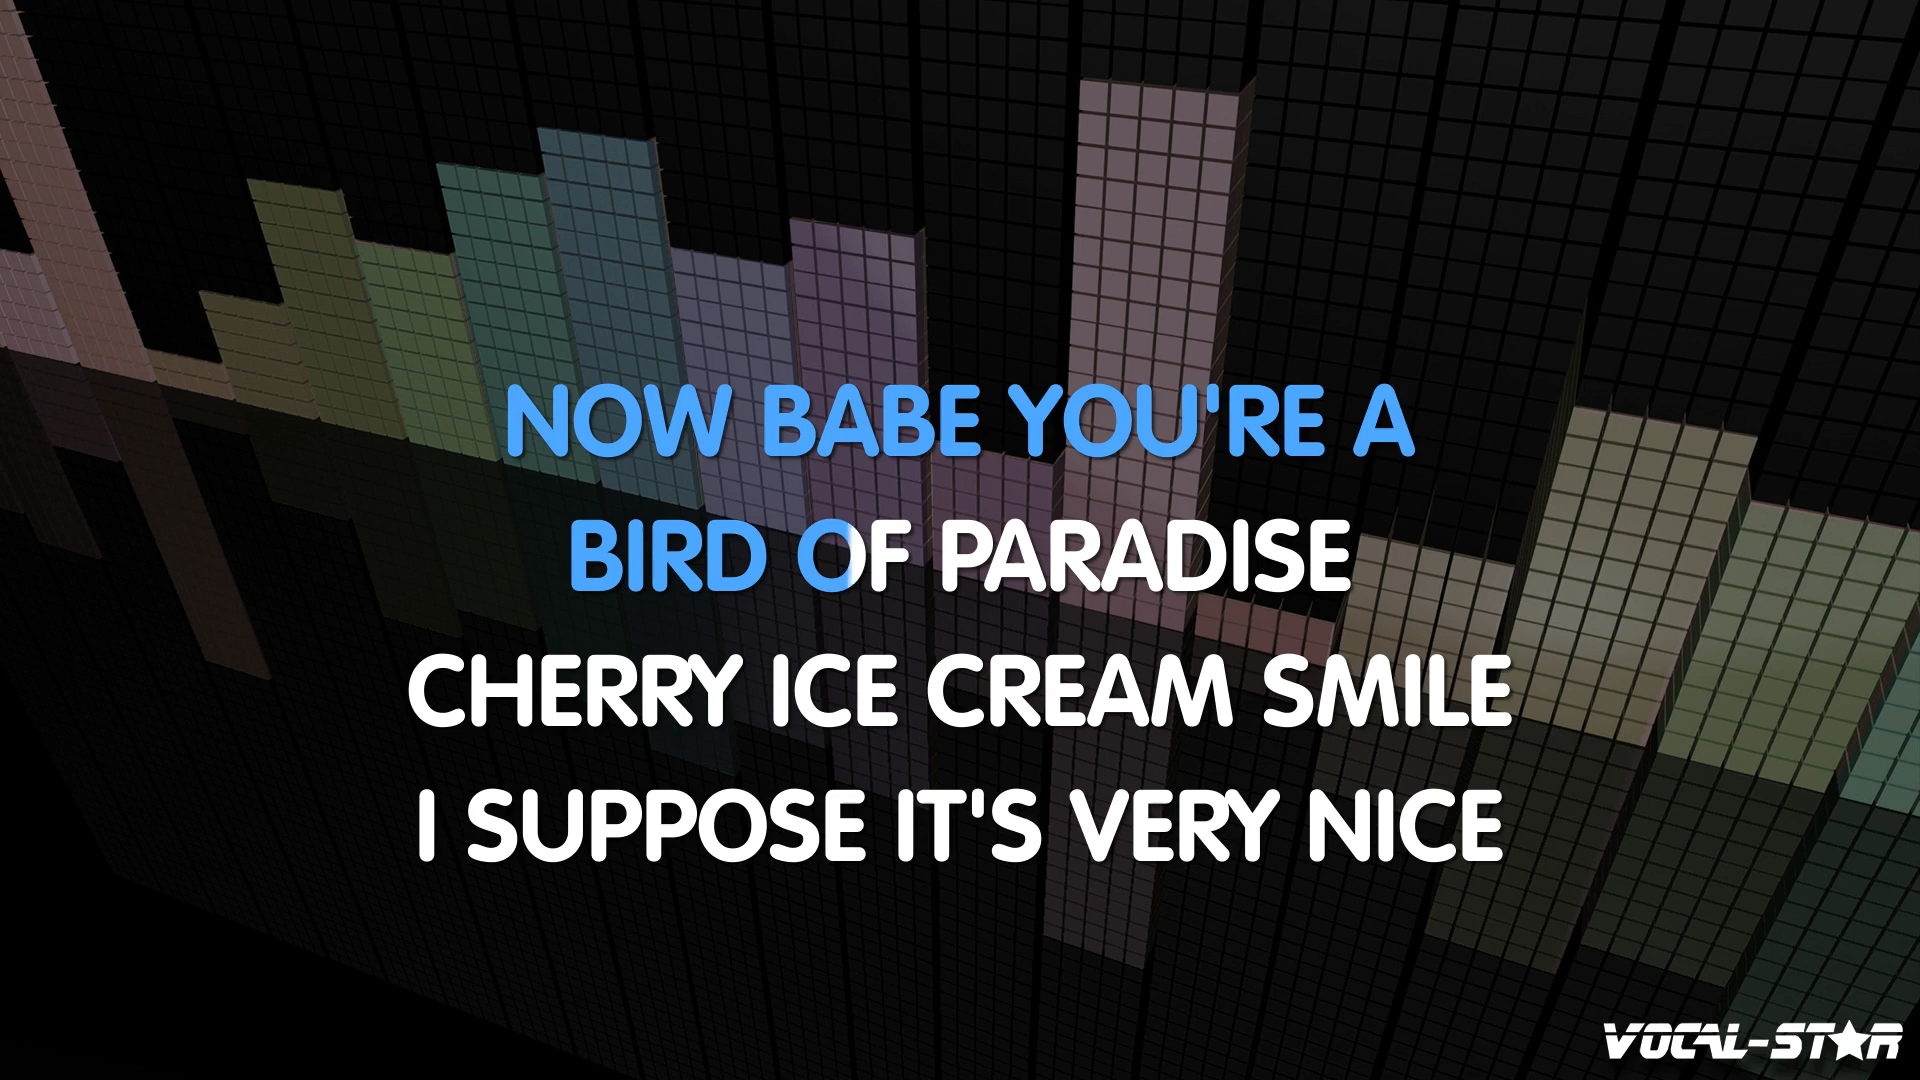 NOW BABE YOU'RE A
BIRD OF PARADISE
CHERRY ICE CREAM SMILE
I SUPPOSE IT'S VERY NICE
VOCAL-STAR